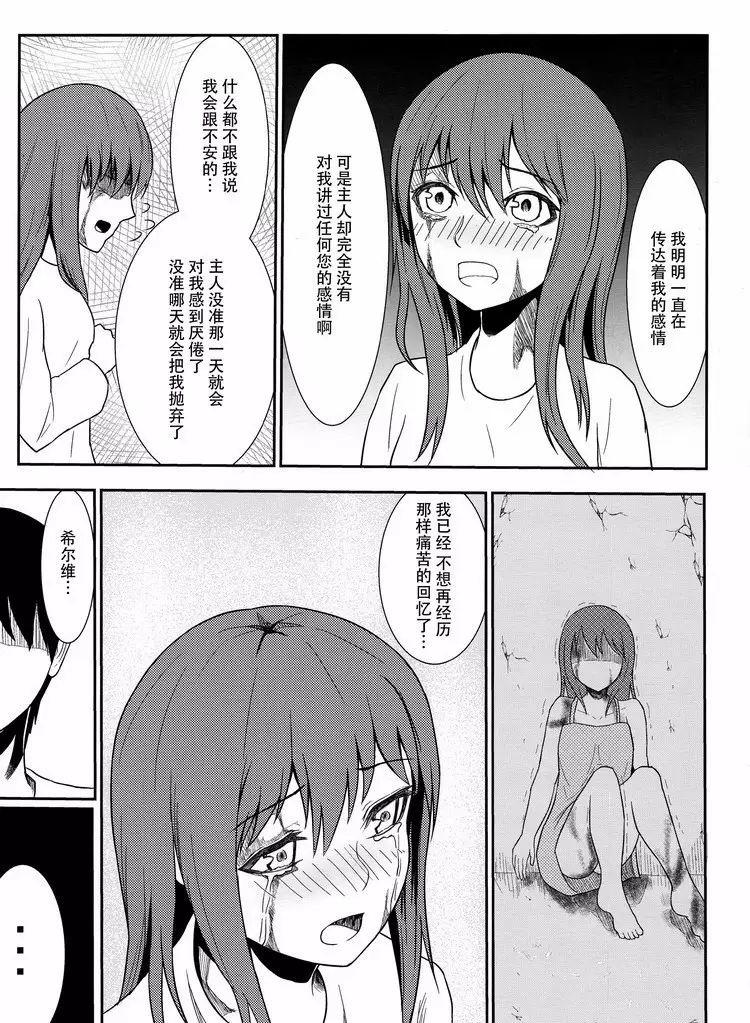 我明明一直在
传达着我的感情
可是主人却完全没有
对我讲过任何您的感情啊
什么都不跟我说
我会跟不安的…
主人没准那一天就会
对我感到厌倦了
没准哪天就会把我抛弃了
我已经不想再经历
那样痛苦的回忆了…
希尔维…
……